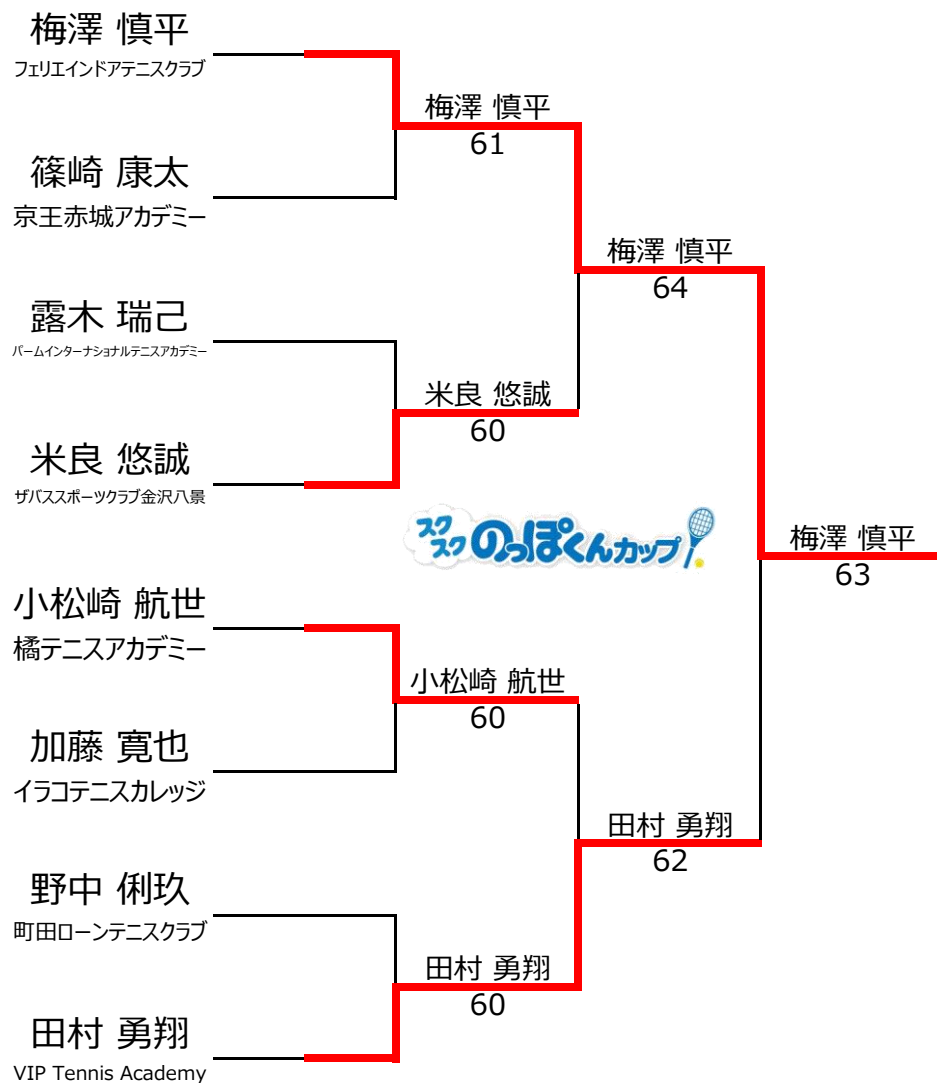 梅澤 慎平
フェリエインドアテニスクラブ
梅澤 慎平
61
篠崎 康太
京王赤城アカデミー
梅澤 慎平
64
露木 瑞己
パームインターナショナルテニスアカデミー
米良 悠誠
60
米良 悠誠
ザバススポーツクラブ金沢八景
スク
スク のっぽくんカップ
梅澤 慎平
63
小松崎 航世
橘テニスアカデミー
小松崎 航世
60
加藤 寛也
イラコテニスカレッジ
田村 勇翔
62
野中 俐玖
町田ローンテニスクラブ
田村 勇翔
60
田村 勇翔
VIP Tennis Academy